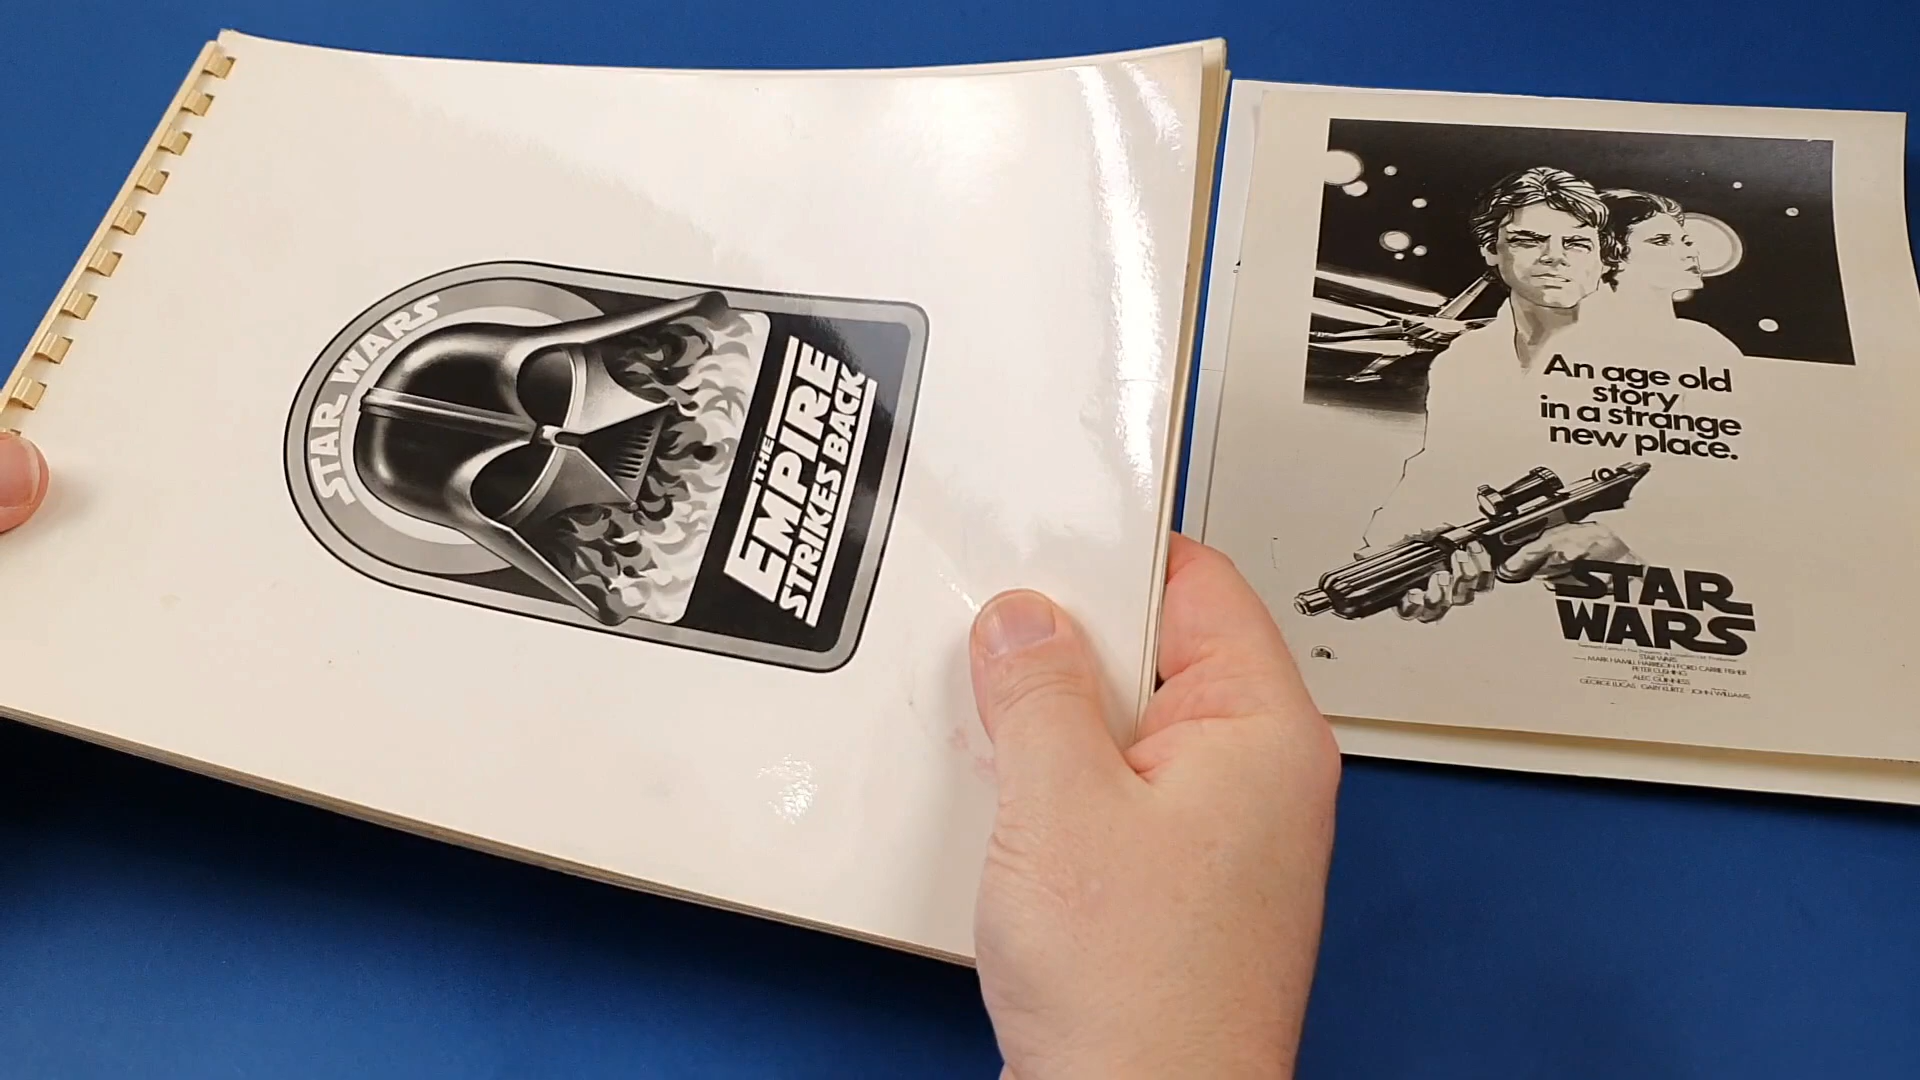 STAR WARS
THE
EMPIRE
STRIKES BACK
An age old
story
in a strange
new place.
STAR
WARS
STAR WARS
MARK HAMILL HARRISON FORD CARRIE FISHER
PETER CUSHING
ALEC GUINNESS
GEORGE LUCAS GARY KURTZ JOHN WILLIAMS